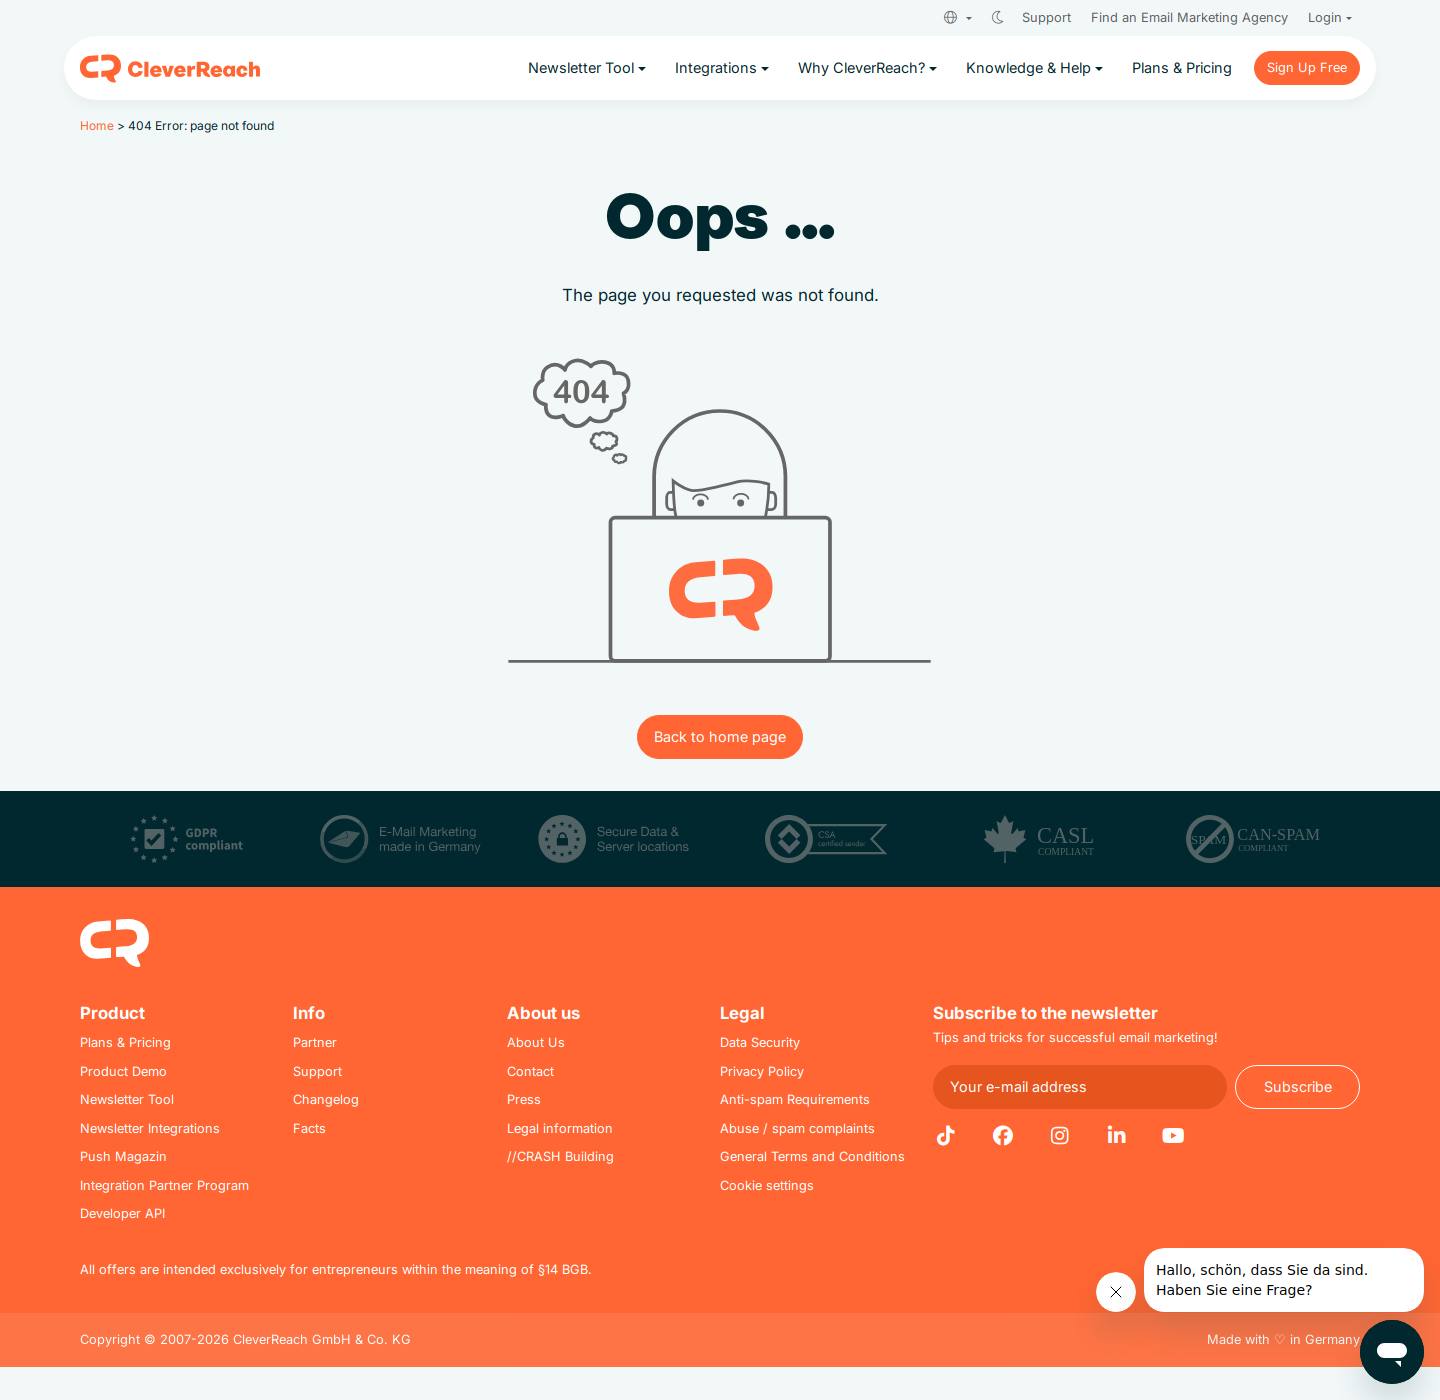 Support Find an Email Marketing Agency Login
CleverReach Newsletter Tool Integrations Why CleverReach? Knowledge & Help Plans & Pricing Sign Up Free
Home > 404 Error: page not found
Oops ...
The page you requested was not found.
404
Back to home page
GDPR
compliant
E-Mail Marketing
made in Germany
Secure Data &
Server locations
CSA
certified sender
CASL
COMPLIANT
SPAM
CAN-SPAM
COMPLIANT
Product
Plans & Pricing
Product Demo
Newsletter Tool
Newsletter Integrations
Push Magazin
Integration Partner Program
Developer API
Info
Partner
Support
Changelog
Facts
About us
About Us
Contact
Press
Legal information
//CRASH Building
Legal
Data Security
Privacy Policy
Anti-spam Requirements
Abuse / spam complaints
General Terms and Conditions
Cookie settings
Subscribe to the newsletter
Tips and tricks for successful email marketing!
Your e-mail address Subscribe
All offers are intended exclusively for entrepreneurs within the meaning of §14 BGB.
Hallo, schön, dass Sie da sind.
Haben Sie eine Frage?
Copyright © 2007-2026 CleverReach GmbH & Co. KG Made with ♡ in Germany